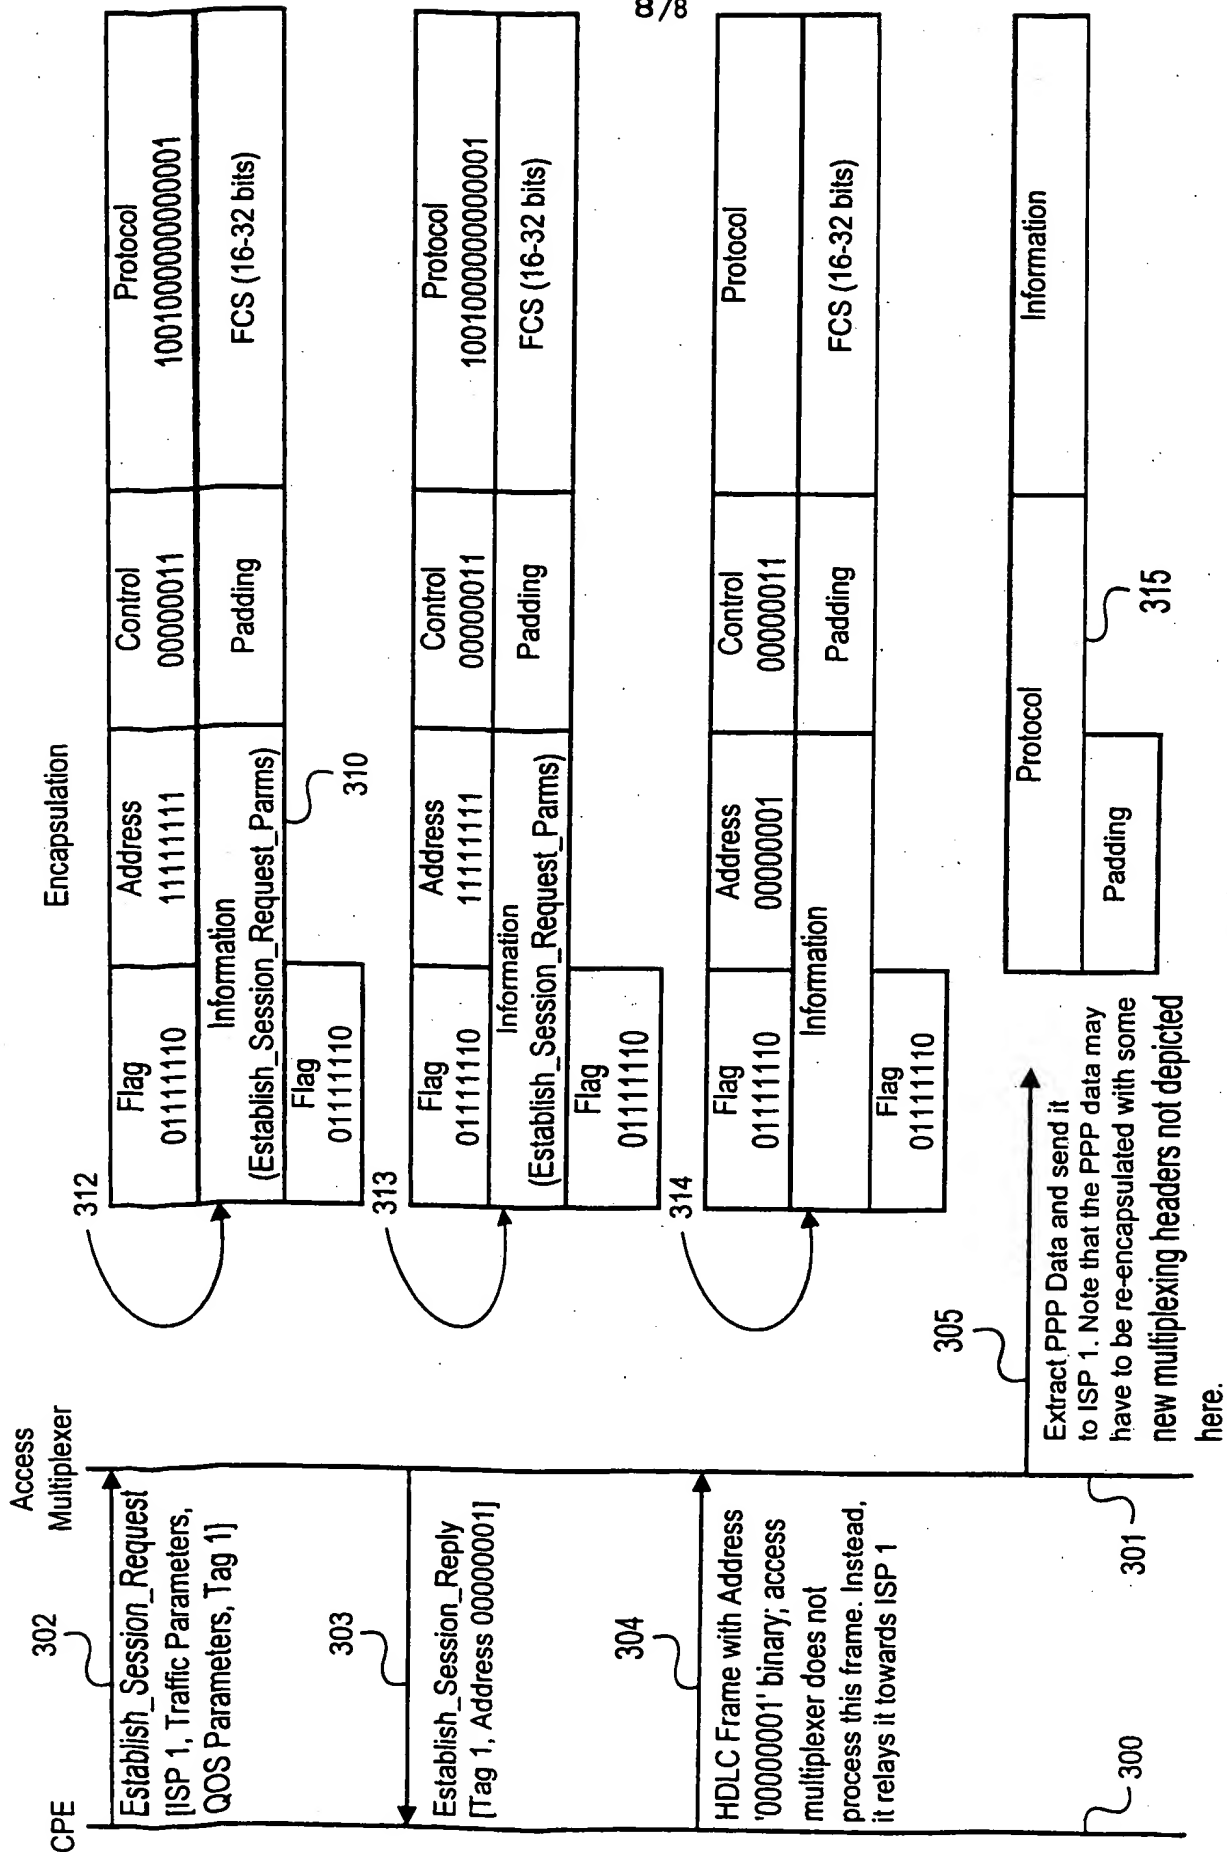 8/8
CPE
Access
Multiplexer
Encapsulation
302
Establish_Session_Request
[ISP 1, Traffic Parameters,
QOS Parameters, Tag 1]
312
Flag
01111110
Address
11111111
Control
00000011
Protocol
1001000000000001
Information
(Establish_Session_Request_Parms)
Padding
FCS (16-32 bits)
Flag
01111110
310
303
Establish_Session_Reply
[Tag 1, Address 0000001]
313
Flag
01111110
Address
11111111
Control
00000011
Protocol
1001000000000001
Information
(Establish_Session_Request_Parms)
Padding
FCS (16-32 bits)
Flag
01111110
304
HDLC Frame with Address
'0000001' binary; access
multiplexer does not
process this frame. Instead,
it relays it towards ISP 1
314
Flag
01111110
Address
00000001
Control
00000011
Protocol
Information
Padding
FCS (16-32 bits)
Flag
01111110
305
Extract PPP Data and send it
to ISP 1. Note that the PPP data may
have to be re-encapsulated with some
new multiplexing headers not depicted
here.
Protocol
Information
Padding
315
300
301